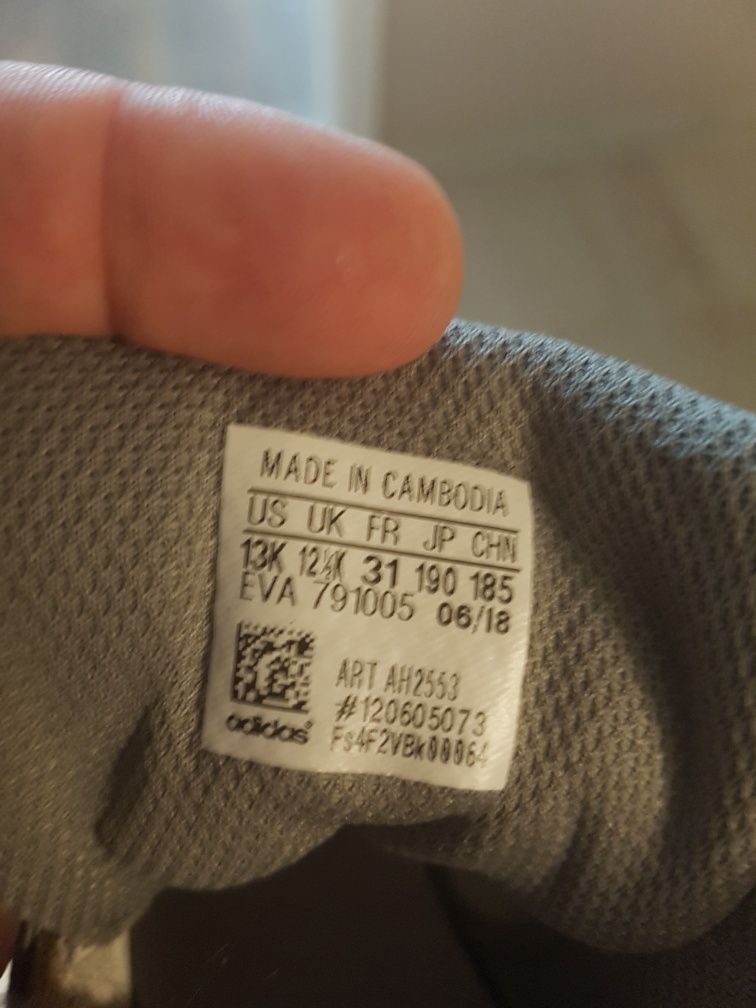 MADE IN CAMBODIA
US UK FR JP CHN
13K 12½K 31 190 185
EVA 791005 06/18
ART AH2553
#120605073
adidas® Fs4F2VBk00064